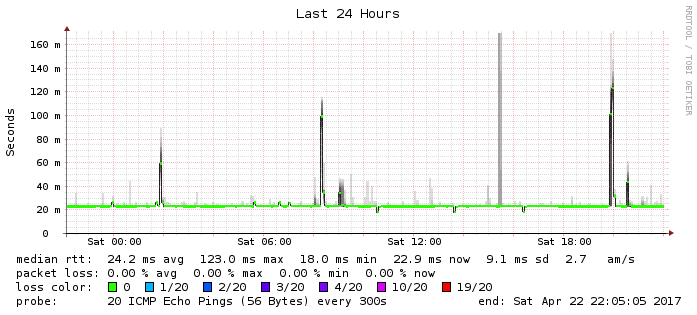 Last 24 Hours
RRDTOOL / TOBI OETIKER
Seconds
160 m
140 m
120 m
100 m
80 m
60 m
40 m
20 m
0
Sat 00:00 Sat 06:00 Sat 12:00 Sat 18:00
median rtt: 24.2 ms avg 123.0 ms max 18.0 ms min 22.9 ms now 9.1 ms sd 2.7 am/s
packet loss: 0.00 % avg 0.00 % max 0.00 % min 0.00 % now
loss color: 0 1/20 2/20 3/20 4/20 10/20 19/20
probe: 20 ICMP Echo Pings (56 Bytes) every 300s end: Sat Apr 22 22:05:05 2017